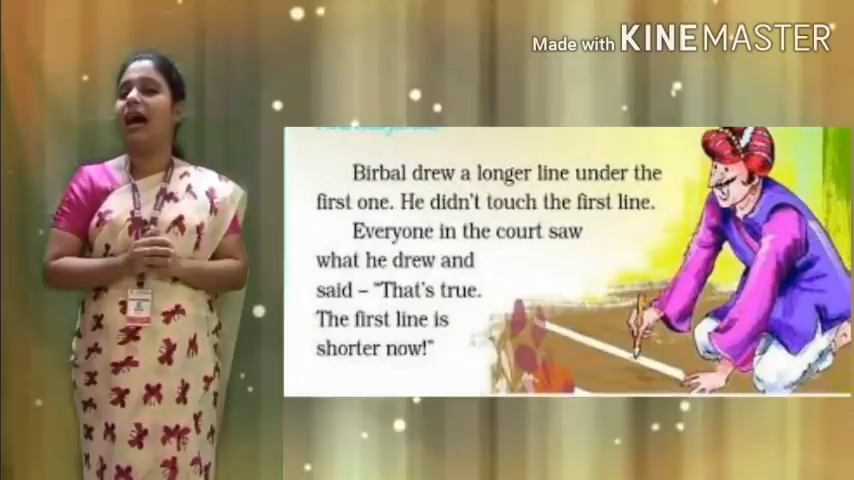 Made with KINEMASTER
Birbal drew a longer line under the
first one. He didn't touch the first line.
Everyone in the court saw
what he drew and
said – "That's true.
The first line is
shorter now!"